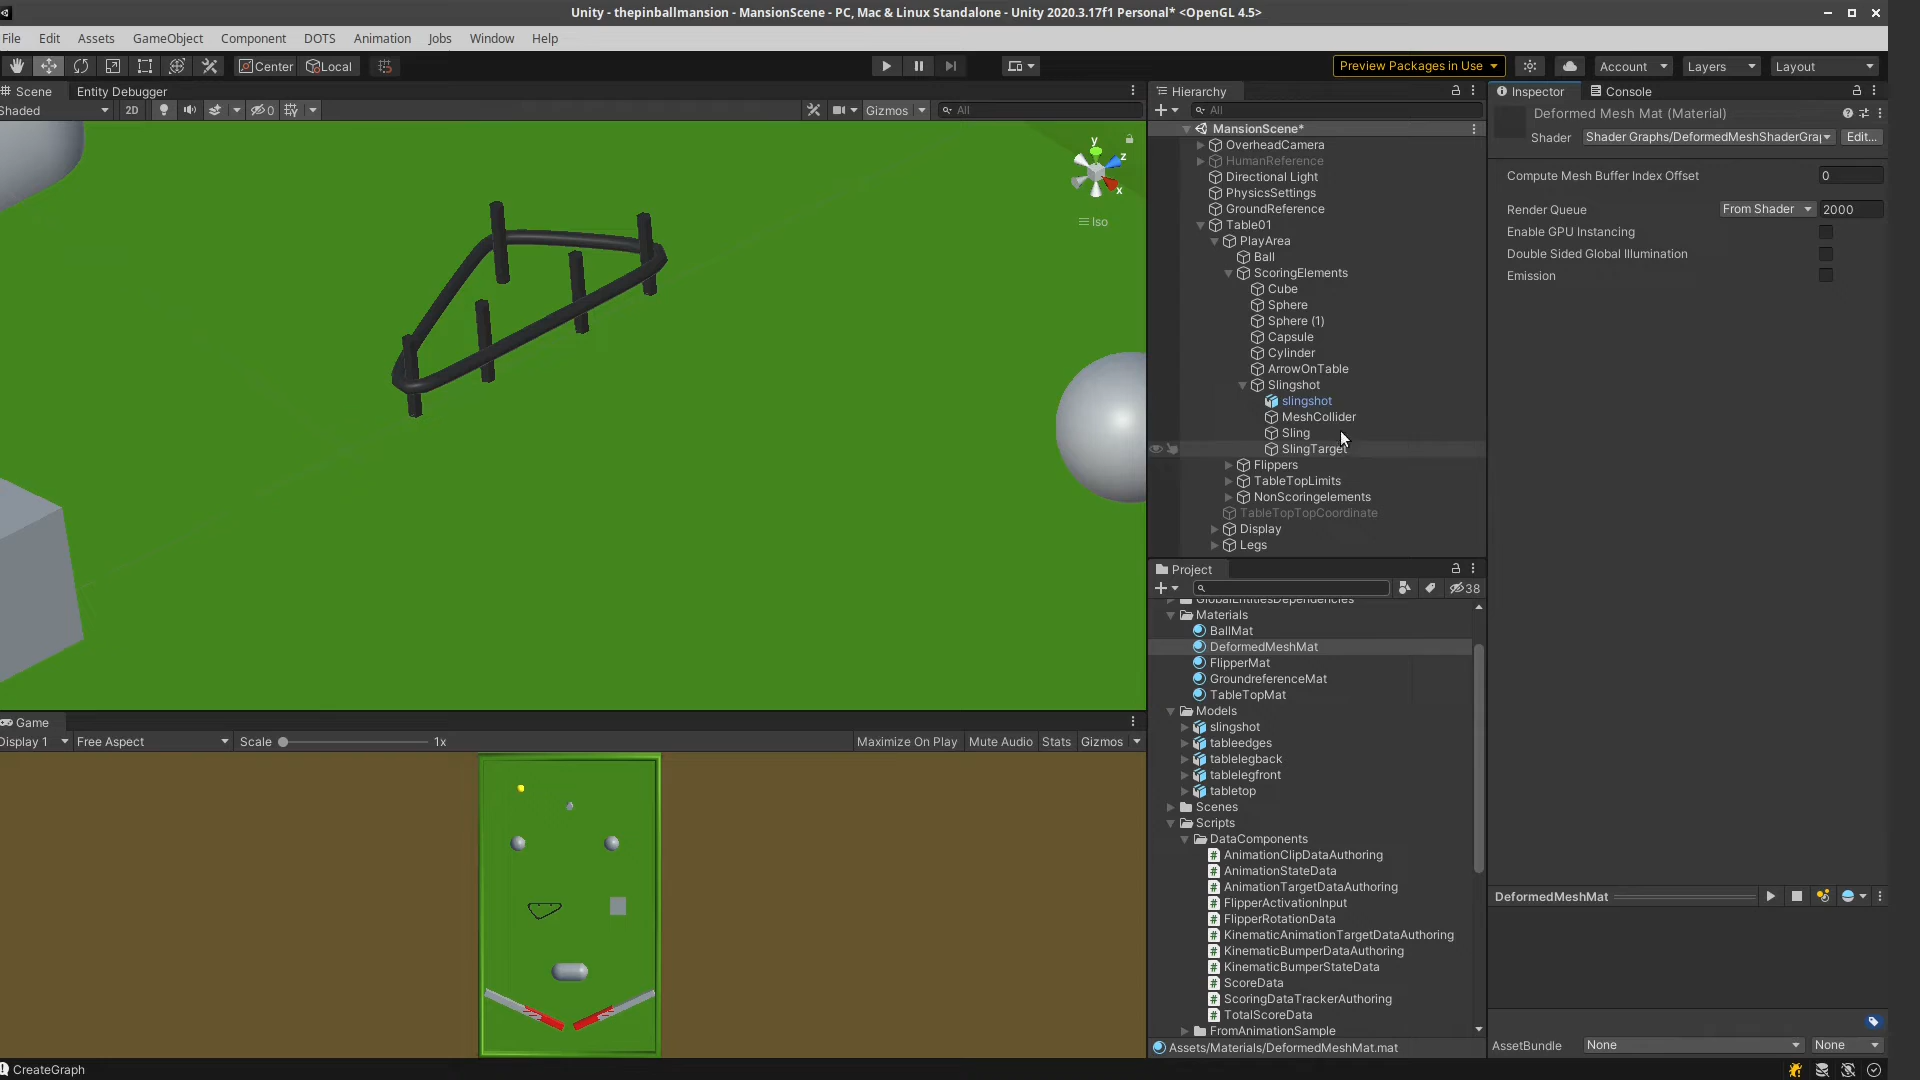 Unity - thepinballmansion - MansionScene - PC, Mac & Linux Standalone - Unity 2020.3.17f1 Personal* <OpenGL 4.5>
File Edit Assets GameObject Component DOTS Animation Jobs Window Help
Center Local Preview Packages in Use Account Layers Layout
Scene Entity Debugger
Shaded 2D 0 Gizmos All
y
z
x
Iso
Hierarchy
All
MansionScene*
OverheadCamera
HumanReference
Directional Light
PhysicsSettings
GroundReference
Table01
PlayArea
Ball
ScoringElements
Cube
Sphere
Sphere (1)
Capsule
Cylinder
ArrowOnTable
Slingshot
slingshot
MeshCollider
Sling
SlingTarget
Flippers
TableTopLimits
NonScoringelements
TableTopTopCoordinate
Display
Legs
Inspector Console
Deformed Mesh Mat (Material)
Shader Shader Graphs/DeformedMeshShaderGra Edit...
Compute Mesh Buffer Index Offset 0
Render Queue From Shader 2000
Enable GPU Instancing
Double Sided Global Illumination
Emission
Project
38
GlobalEntitiesDependencies
Materials
BallMat
DeformedMeshMat
FlipperMat
GroundreferenceMat
TableTopMat
Models
slingshot
tableedges
tablelegback
tablelegfront
tabletop
Scenes
Scripts
DataComponents
AnimationClipDataAuthoring
AnimationStateData
AnimationTargetDataAuthoring
FlipperActivationInput
FlipperRotationData
KinematicAnimationTargetDataAuthoring
KinematicBumperDataAuthoring
KinematicBumperStateData
ScoreData
ScoringDataTrackerAuthoring
TotalScoreData
FromAnimationSample
Assets/Materials/DeformedMeshMat.mat
Game
Display 1 Free Aspect Scale 1x Maximize On Play Mute Audio Stats Gizmos
DeformedMeshMat
AssetBundle None None
CreateGraph